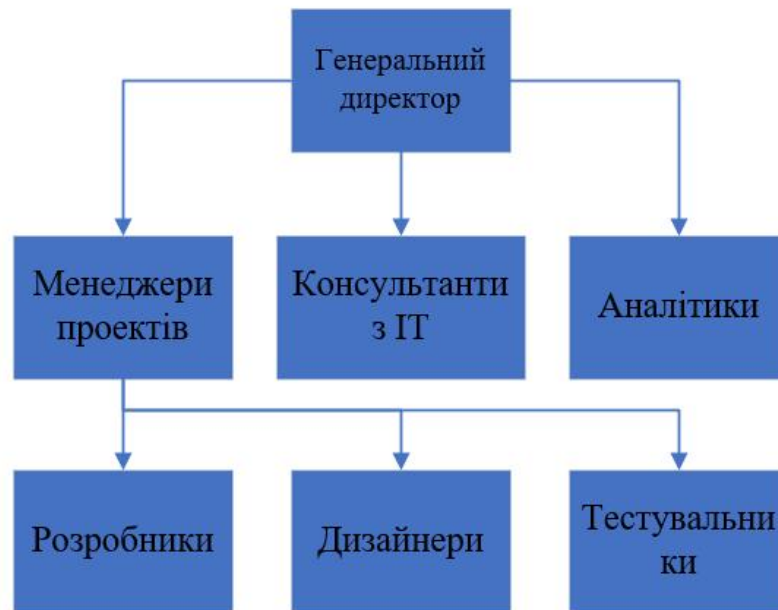 Генеральний
директор
Менеджери
проектів
Консультанти
з ІТ
Аналітики
Розробники
Дизайнери
Тестувальни
ки